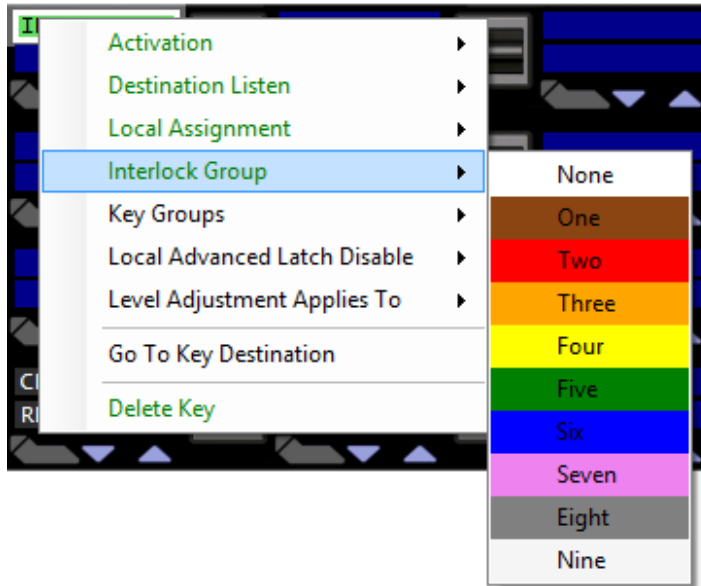 Activation
Destination Listen
Local Assignment
Interlock Group
Key Groups
Local Advanced Latch Disable
Level Adjustment Applies To
Go To Key Destination
Delete Key
None
One
Two
Three
Four
Five
Six
Seven
Eight
Nine